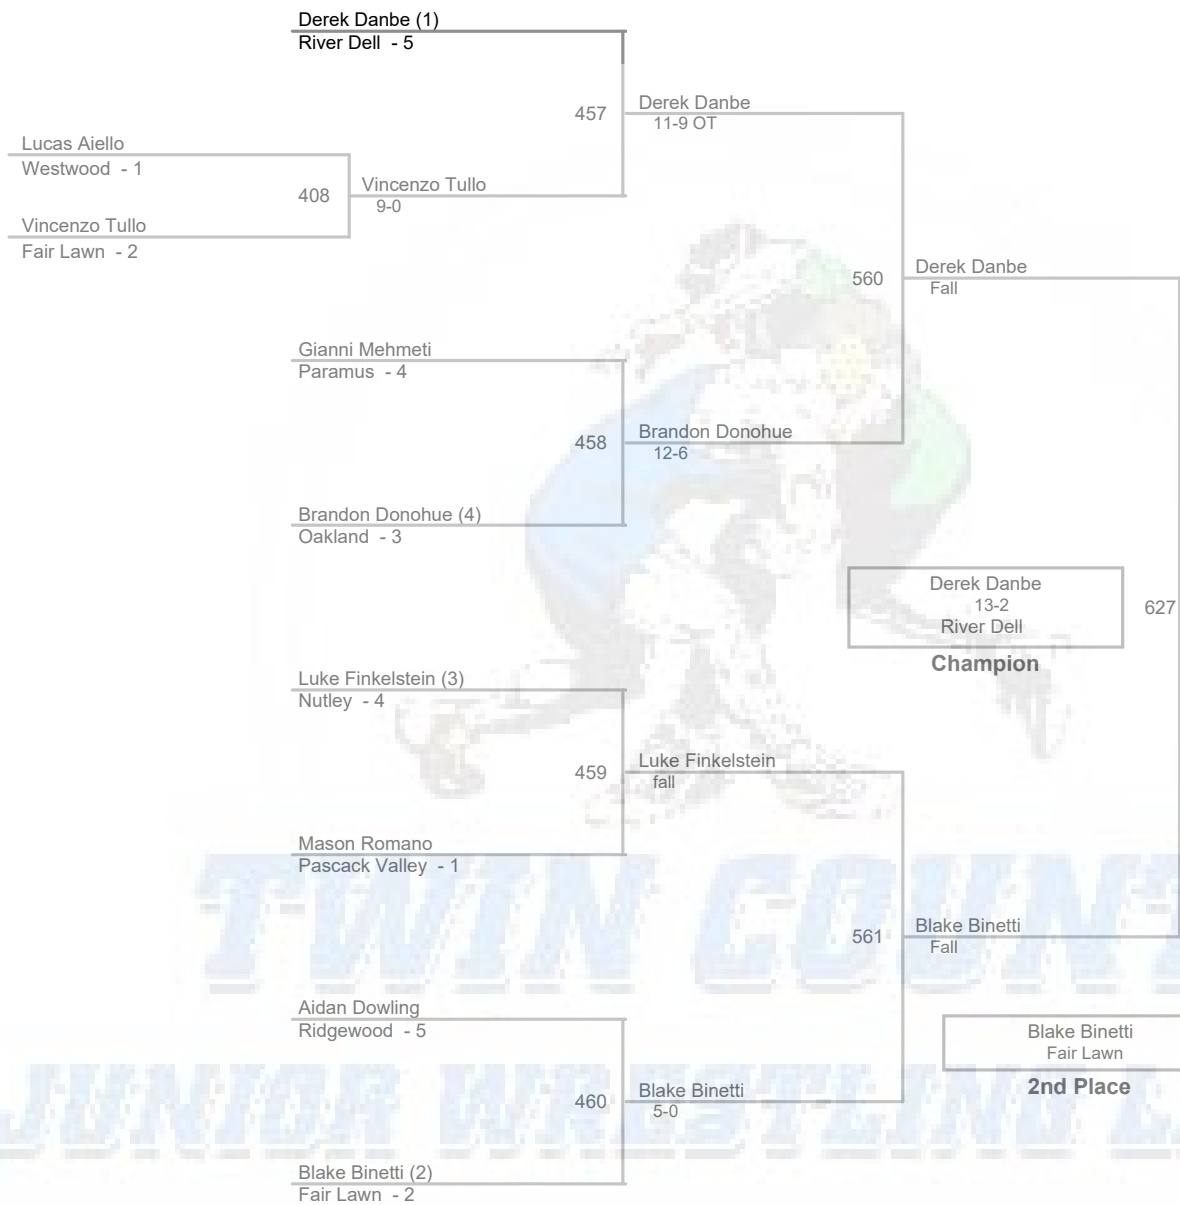 Derek Danbe (1)
River Dell - 5
457
Derek Danbe
11-9 OT
Lucas Aiello
Westwood - 1
408
Vincenzo Tullo
9-0
Vincenzo Tullo
Fair Lawn - 2
560
Derek Danbe
Fall
Gianni Mehmeti
Paramus - 4
458
Brandon Donohue
12-6
Brandon Donohue (4)
Oakland - 3
Derek Danbe
13-2
River Dell
627
Champion
Luke Finkelstein (3)
Nutley - 4
459
Luke Finkelstein
fall
Mason Romano
Pascack Valley - 1
TWIN COUNT
561
Blake Binetti
Fall
Aidan Dowling
Ridgewood - 5
Blake Binetti
Fair Lawn
2nd Place
460
Blake Binetti
5-0
JUNIOR WRESTLING
Blake Binetti (2)
Fair Lawn - 2